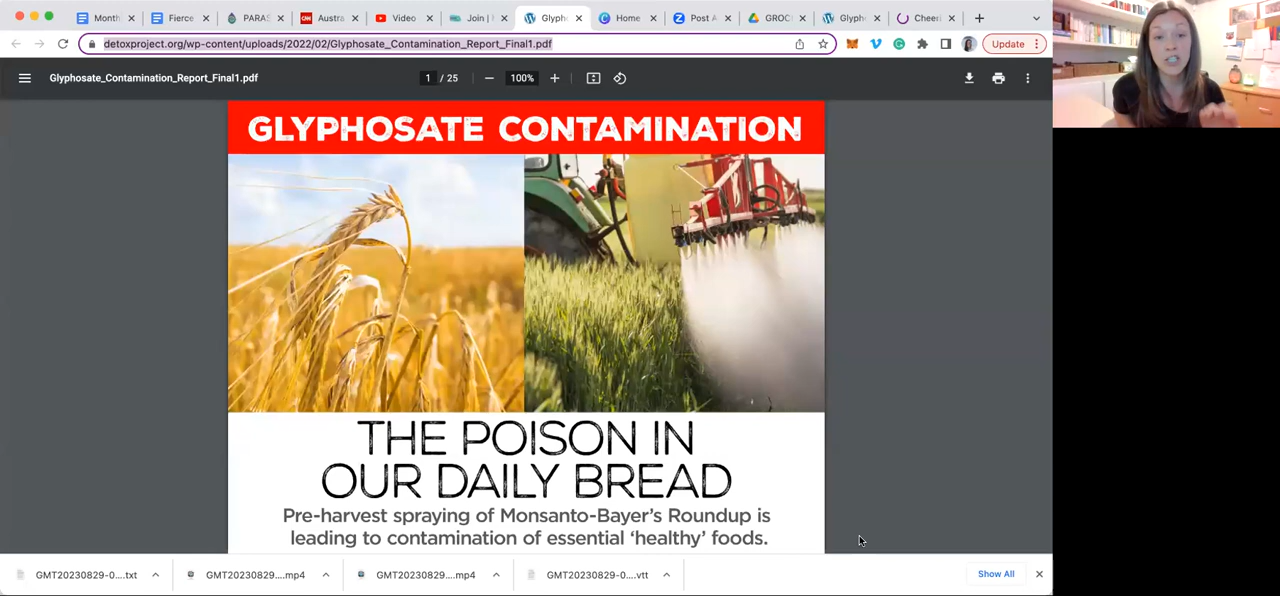 Month
Fierce
PARAS
CNN
Austra
Video
Join | N
Glyph
Home
Post A
GROC
Glyph
Cheer
detoxproject.org/wp-content/uploads/2022/02/Glyphosate_Contamination_Report_Final1.pdf
Update
Glyphosate_Contamination_Report_Final1.pdf
1 / 25
100%
GLYPHOSATE CONTAMINATION
THE POISON IN
OUR DAILY BREAD
Pre-harvest spraying of Monsanto-Bayer's Roundup is
leading to contamination of essential ‘healthy’ foods.
GMT20230829-0....txt
GMT20230829....mp4
GMT20230829....mp4
GMT20230829-0....vtt
Show All